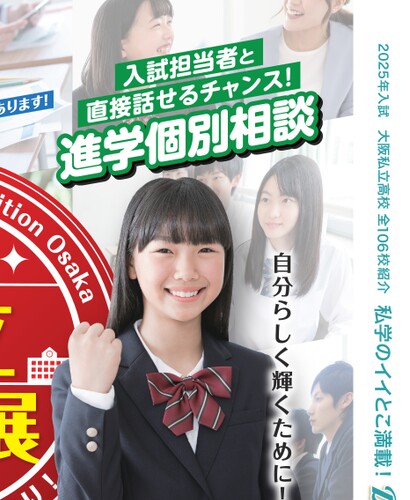 あります!
入試担当者と
直接話せるチャンス!
進学個別相談
ition Osaka
展
自分らしく輝くために!
2025年入試 大阪私立高校 全106校紹介 私学のイイとこ満載!